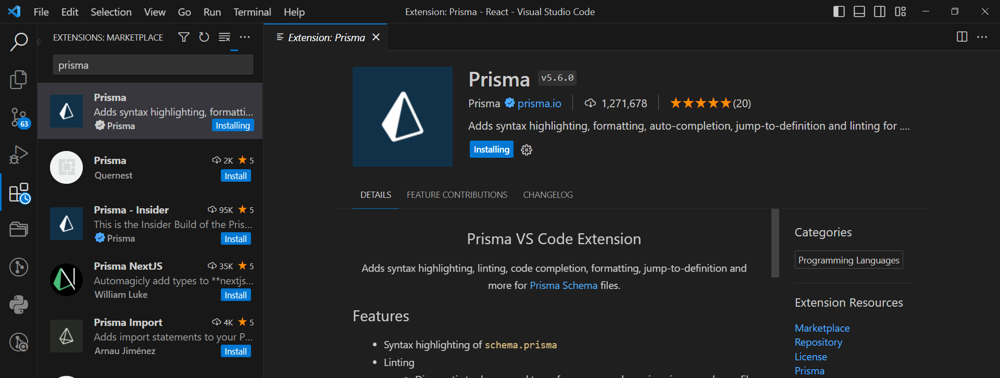 File Edit Selection View Go Run Terminal Help
Extension: Prisma - React - Visual Studio Code
EXTENSIONS: MARKETPLACE
prisma
Prisma
Adds syntax highlighting, formatti...
Prisma
Installing
Prisma
2K 5
Quernest
Install
Prisma - Insider
95K 5
This is the Insider Build of the Pris...
Prisma
Install
Prisma NextJS
35K 5
Automagicly add types to **nextjs...
William Luke
Install
Prisma Import
4K 5
Adds import statements to your P...
Arnau Jiménez
Install
63
Extension: Prisma
Prisma v5.6.0
Prisma prisma.io 1,271,678 (20)
Adds syntax highlighting, formatting, auto-completion, jump-to-definition and linting for ....
Installing
DETAILS FEATURE CONTRIBUTIONS CHANGELOG
Prisma VS Code Extension
Adds syntax highlighting, linting, code completion, formatting, jump-to-definition and
more for Prisma Schema files.
Features
• Syntax highlighting of schema.prisma
• Linting
Categories
Programming Languages
Extension Resources
Marketplace
Repository
License
Prisma